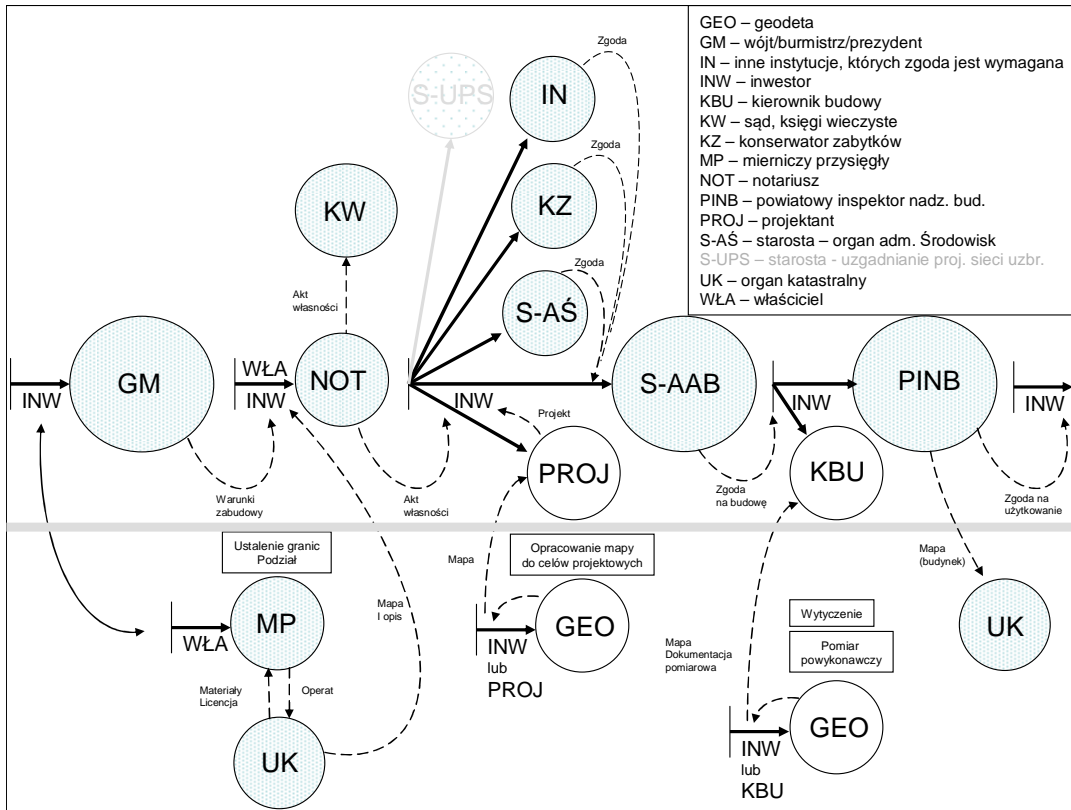 GEO – geodeta
GM – wójt/burmistrz/prezydent
IN – inne instytucje, których zgoda jest wymagana
INW – inwestor
KBU – kierownik budowy
KW – sąd, księgi wieczyste
KZ – konserwator zabytków
MP – mierniczy przysięgły
NOT – notariusz
PINB – powiatowy inspektor nadz. bud.
PROJ – projektant
S-AŚ – starosta – organ adm. Środowisk
S-UPS – starosta - uzgadnianie proj. sieci uzbr.
UK – organ katastralny
WŁA – właściciel
S-UPS
IN
Zgoda
KZ
Zgoda
KW
S-AŚ
Zgoda
Akt
własności
INW
GM
WŁA
INW
NOT
INW
S-AAB
INW
PINB
INW
Projekt
PROJ
KBU
Warunki
zabudowy
Akt
własności
Zgoda
na budowę
Zgoda na
użytkowanie
Ustalenie granic
Podział
WŁA
MP
Materiały
Licencja
Operat
UK
Mapa
I opis
Mapa
Opracowanie mapy
do celów projektowych
INW
lub
PROJ
GEO
Mapa
Dokumentacja
pomiarowa
Wytyczenie
Pomiar
powykonawczy
INW
lub
KBU
GEO
Mapa
(budynek)
UK